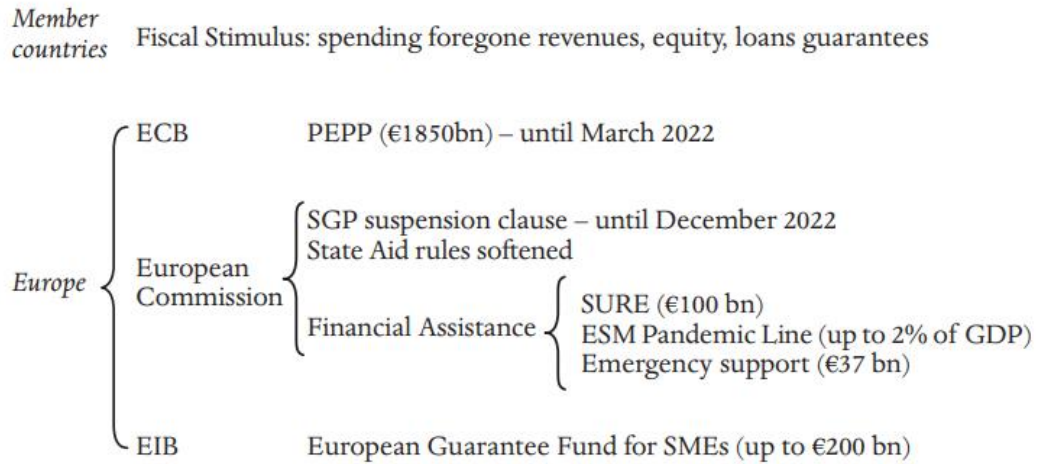 Member
countries
Fiscal Stimulus: spending foregone revenues, equity, loans guarantees
Europe
ECB
PEPP (€1850bn) – until March 2022
European
Commission
SGP suspension clause – until December 2022
State Aid rules softened
Financial Assistance
SURE (€100 bn)
ESM Pandemic Line (up to 2% of GDP)
Emergency support (€37 bn)
EIB
European Guarantee Fund for SMEs (up to €200 bn)